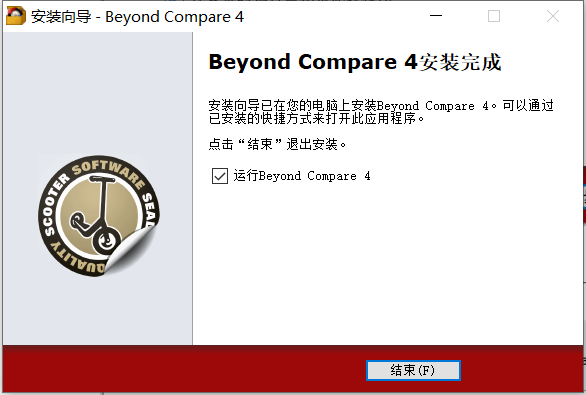 安装向导 - Beyond Compare 4
Beyond Compare 4安装完成
安装向导已在您的电脑上安装Beyond Compare 4。可以通过
已安装的快捷方式来打开此应用程序。
点击“结束”退出安装。
运行Beyond Compare 4
SCOOTER SOFTWARE SEAL
QUALITY
结束(F)